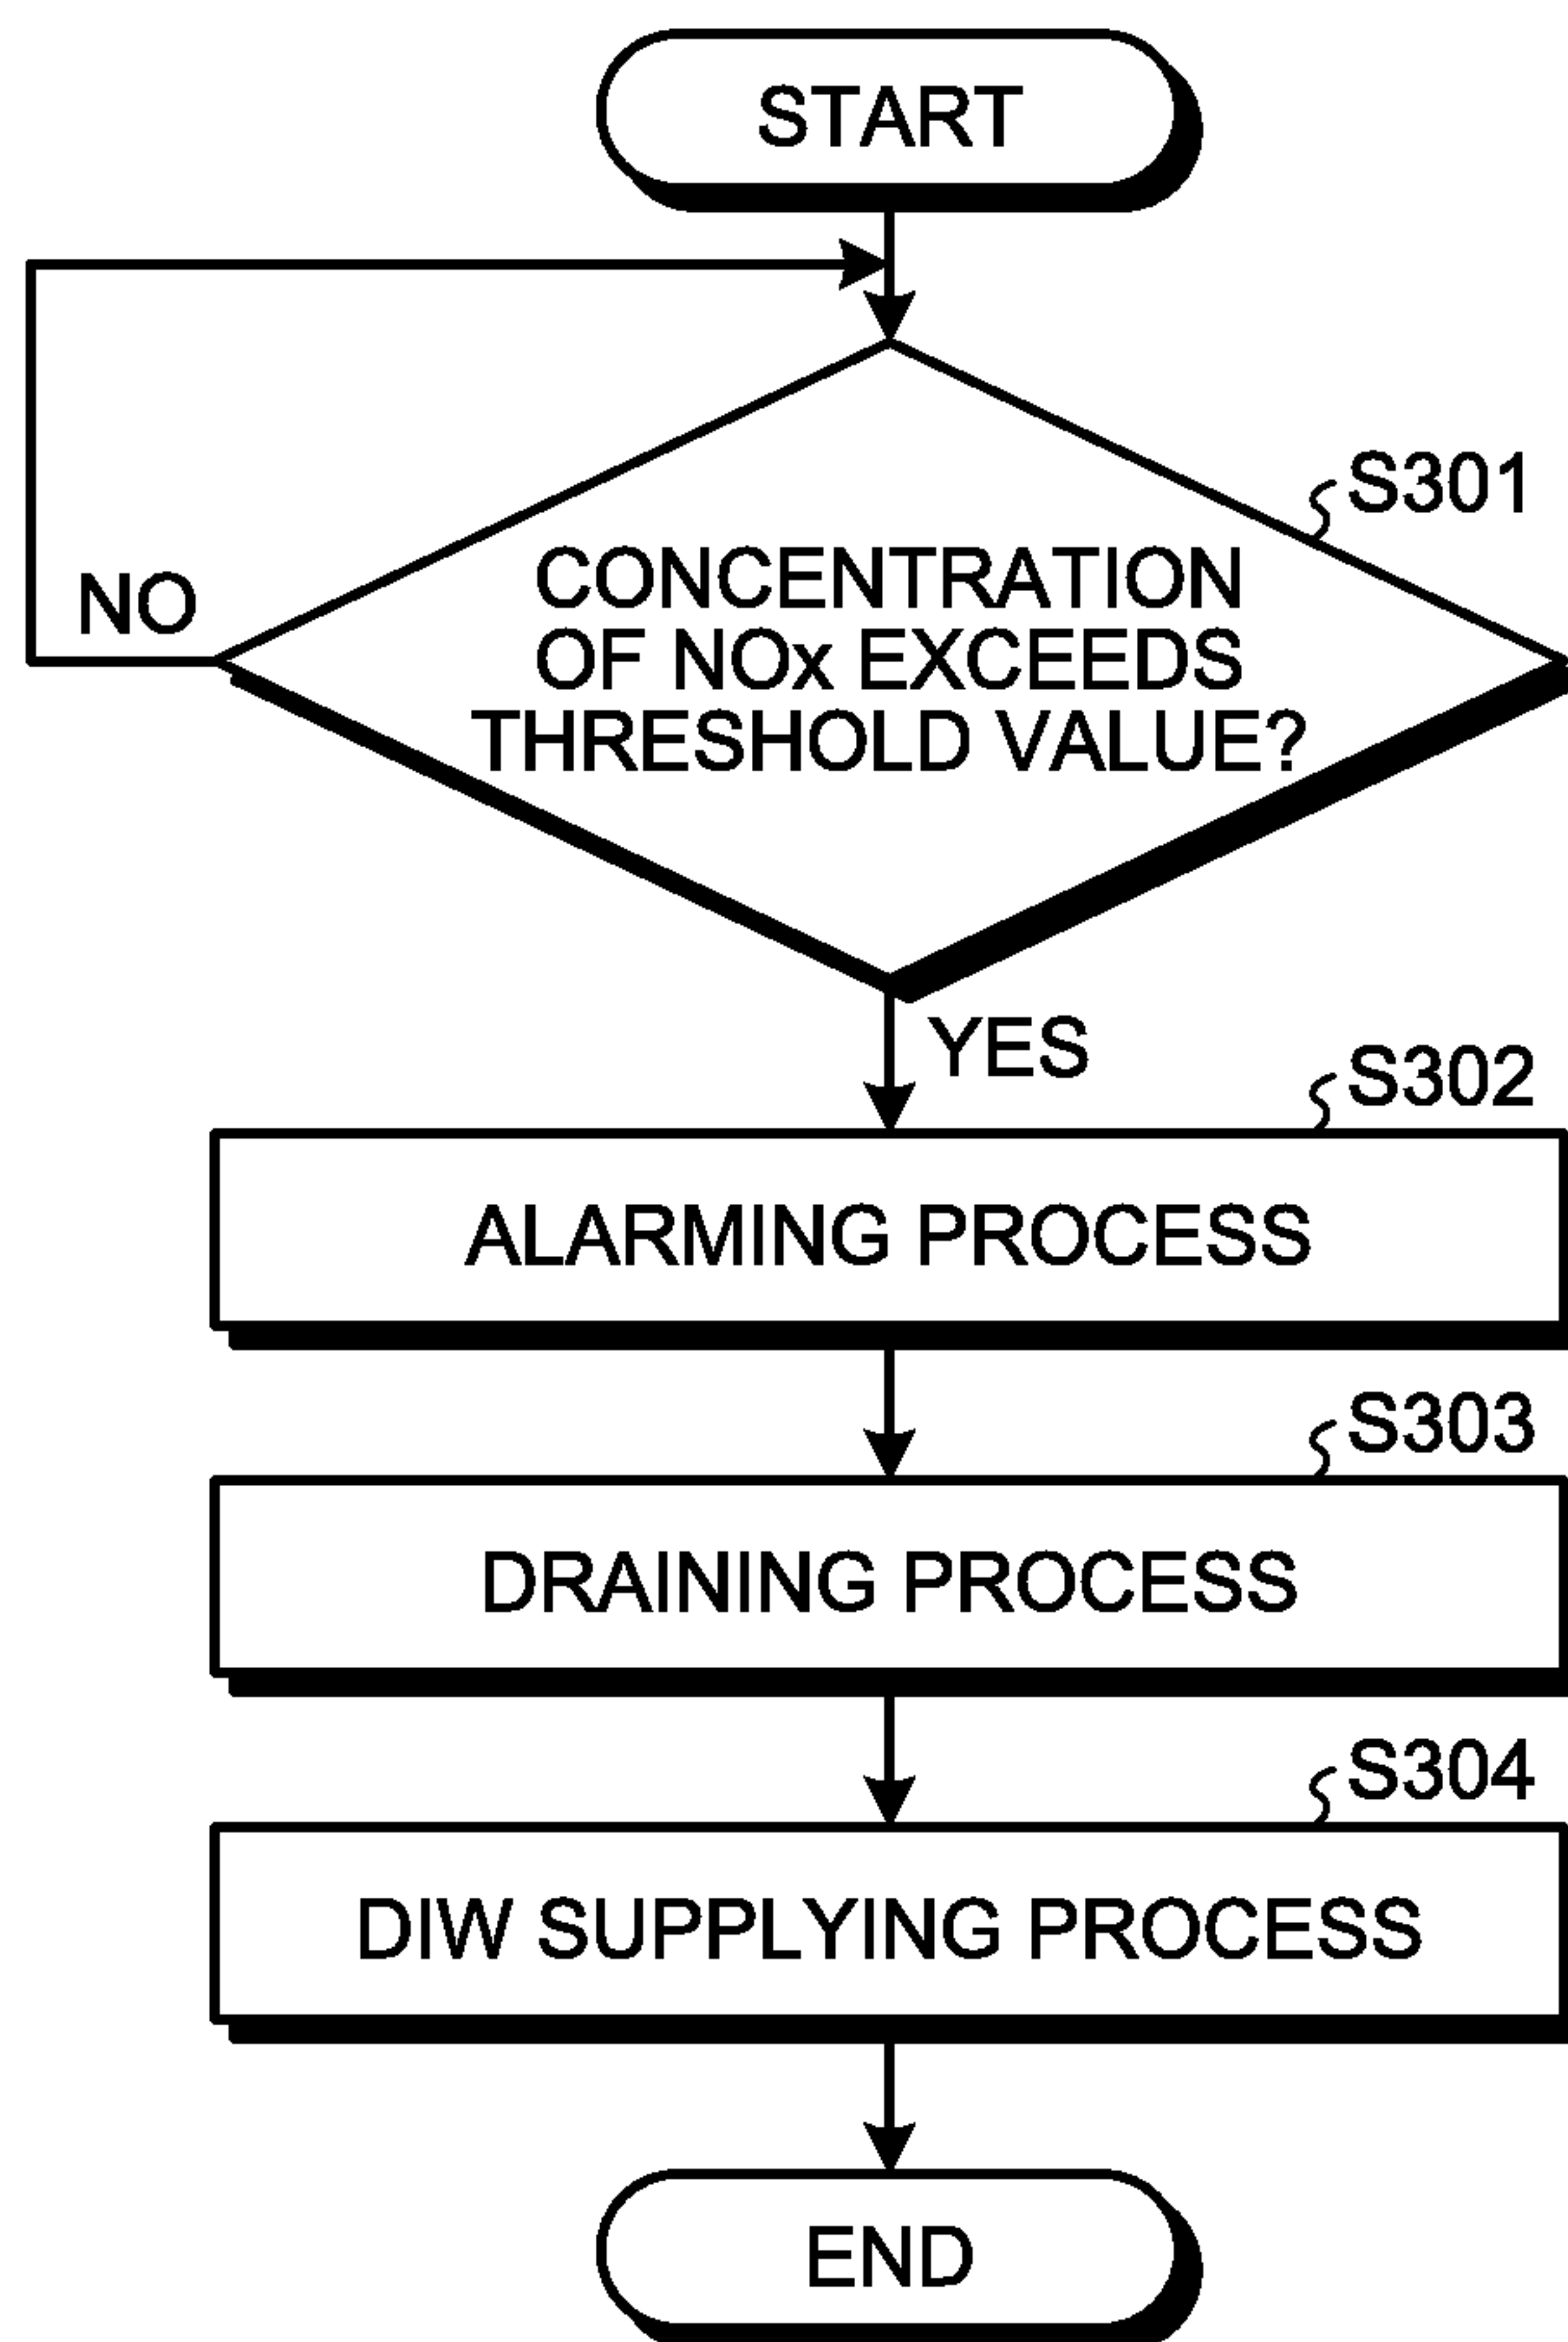 START
S301
CONCENTRATION
OF NOx EXCEEDS
THRESHOLD VALUE?
NO
YES
S302
ALARMING PROCESS
S303
DRAINING PROCESS
S304
DIW SUPPLYING PROCESS
END